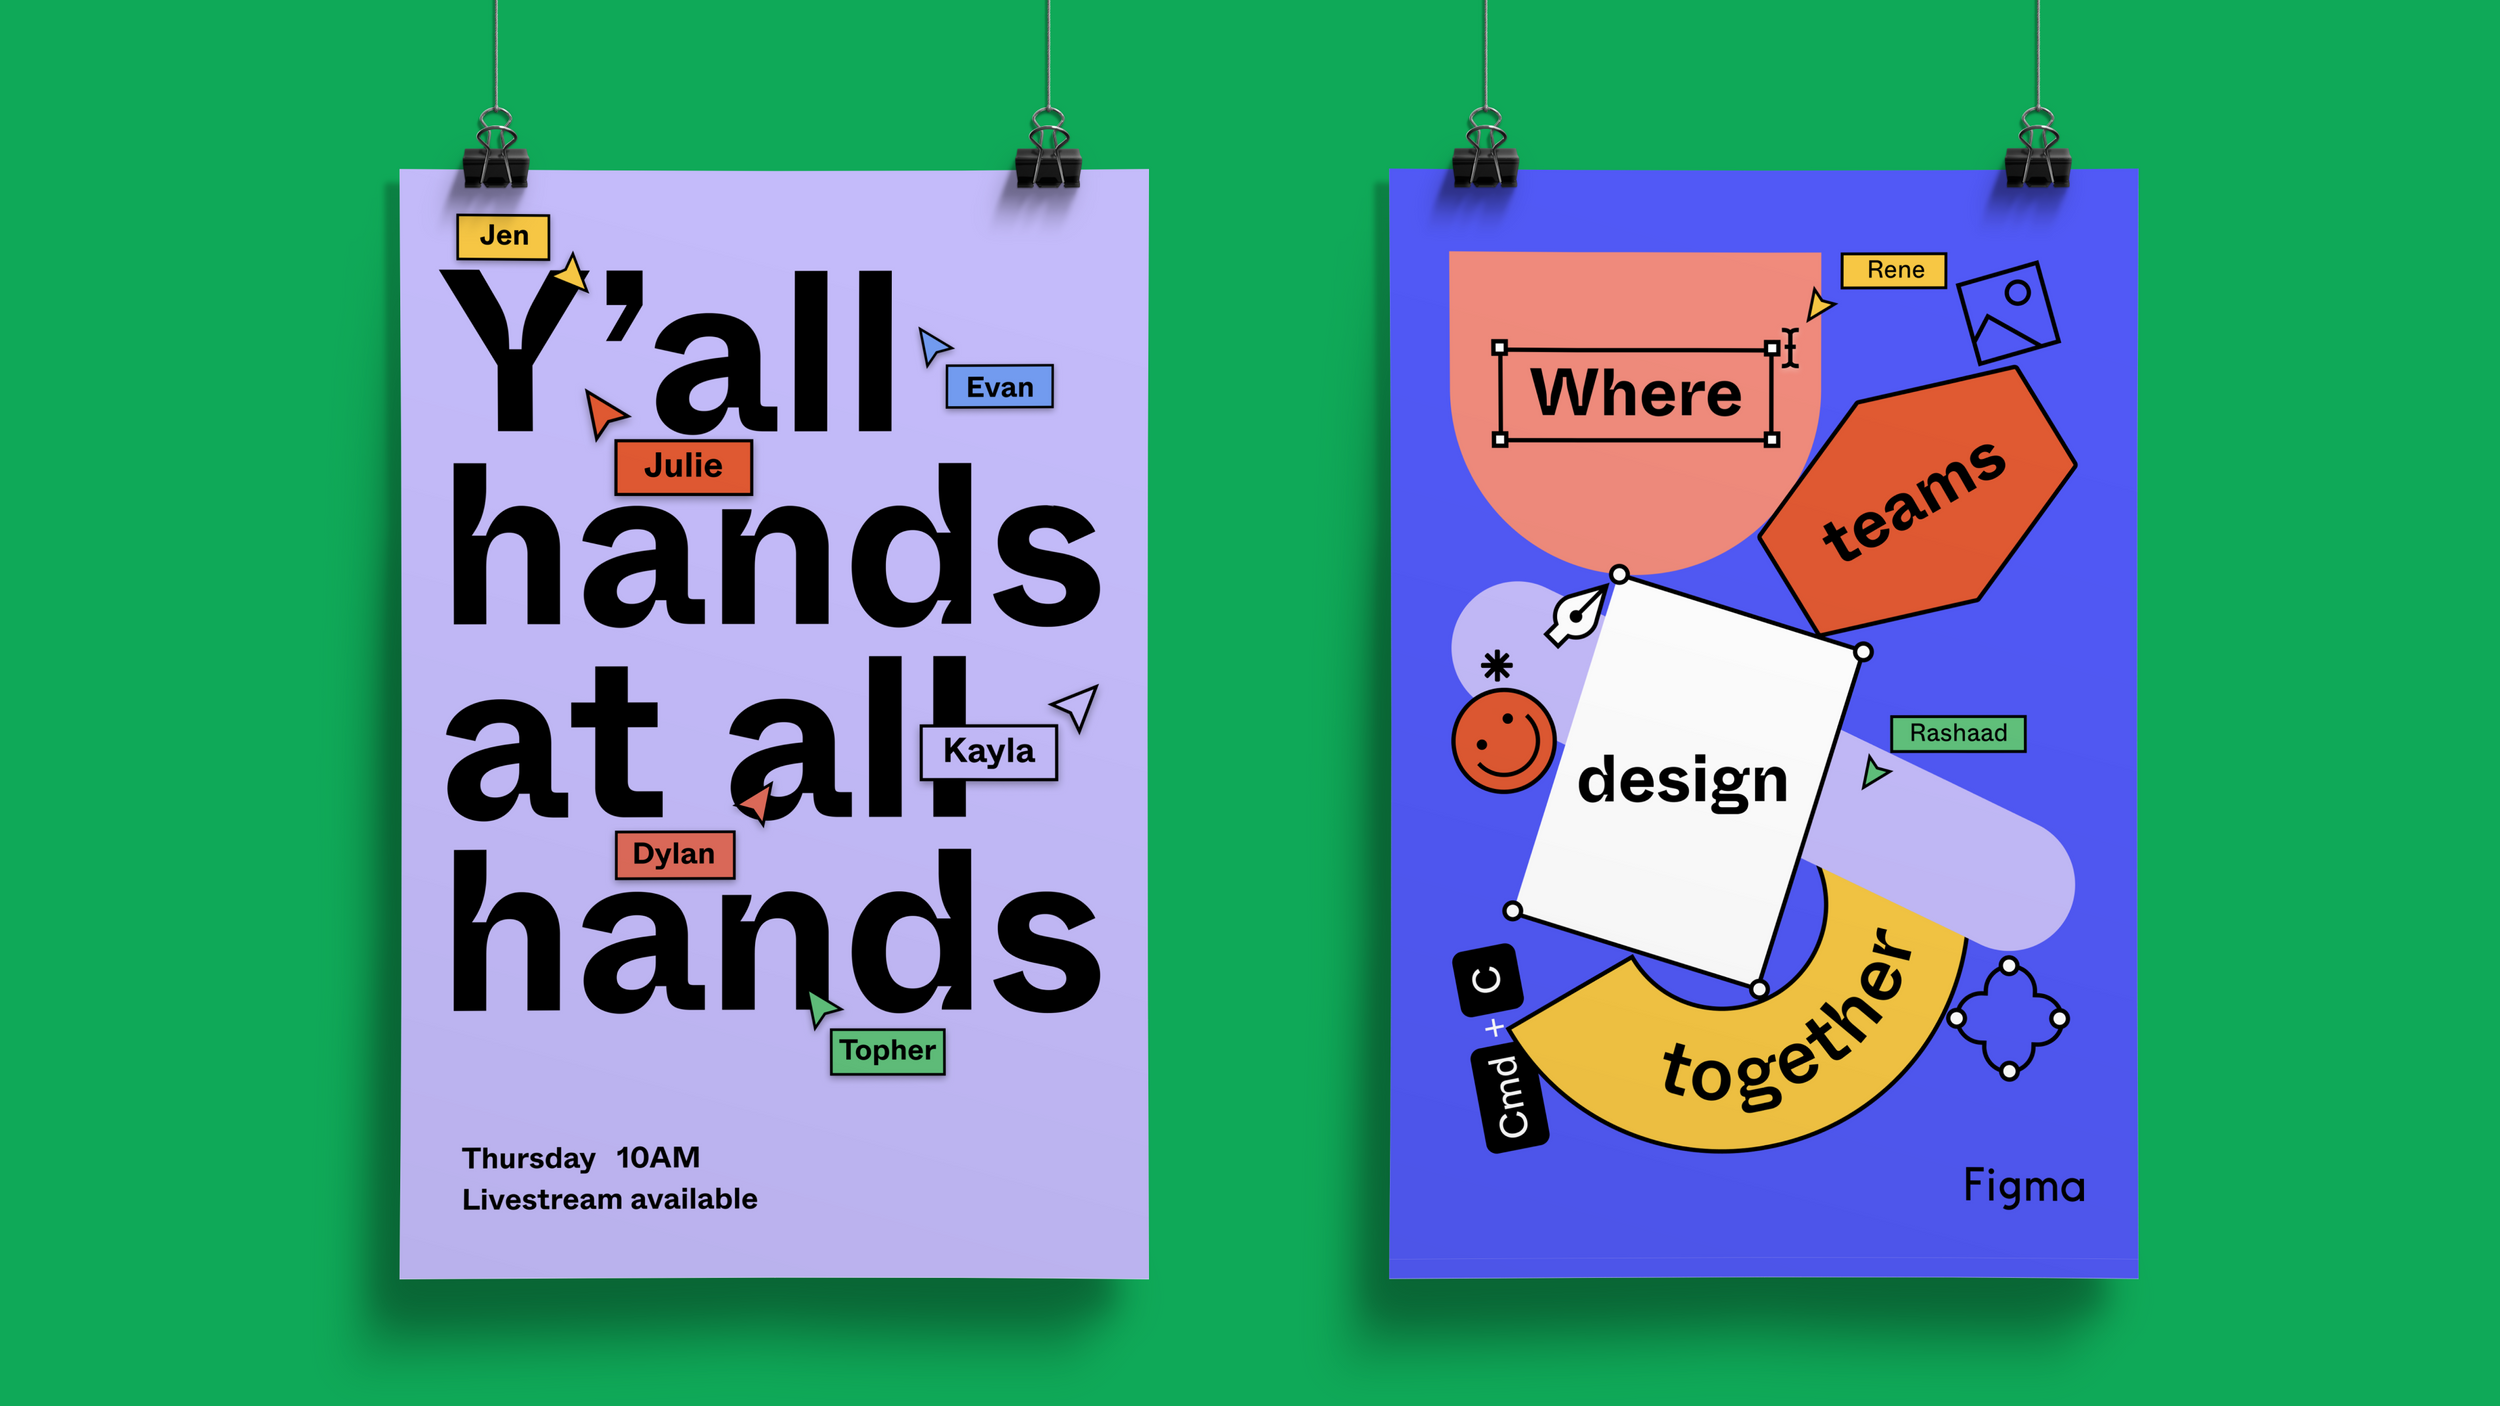 Jen
Y’all
Evan
Julie
hands
at all
Kayla
Dylan
hands
Topher
Thursday 10AM
Livestream available
Rene
Where
teams
design
Rashaad
together
C
+
Cmd
Figma